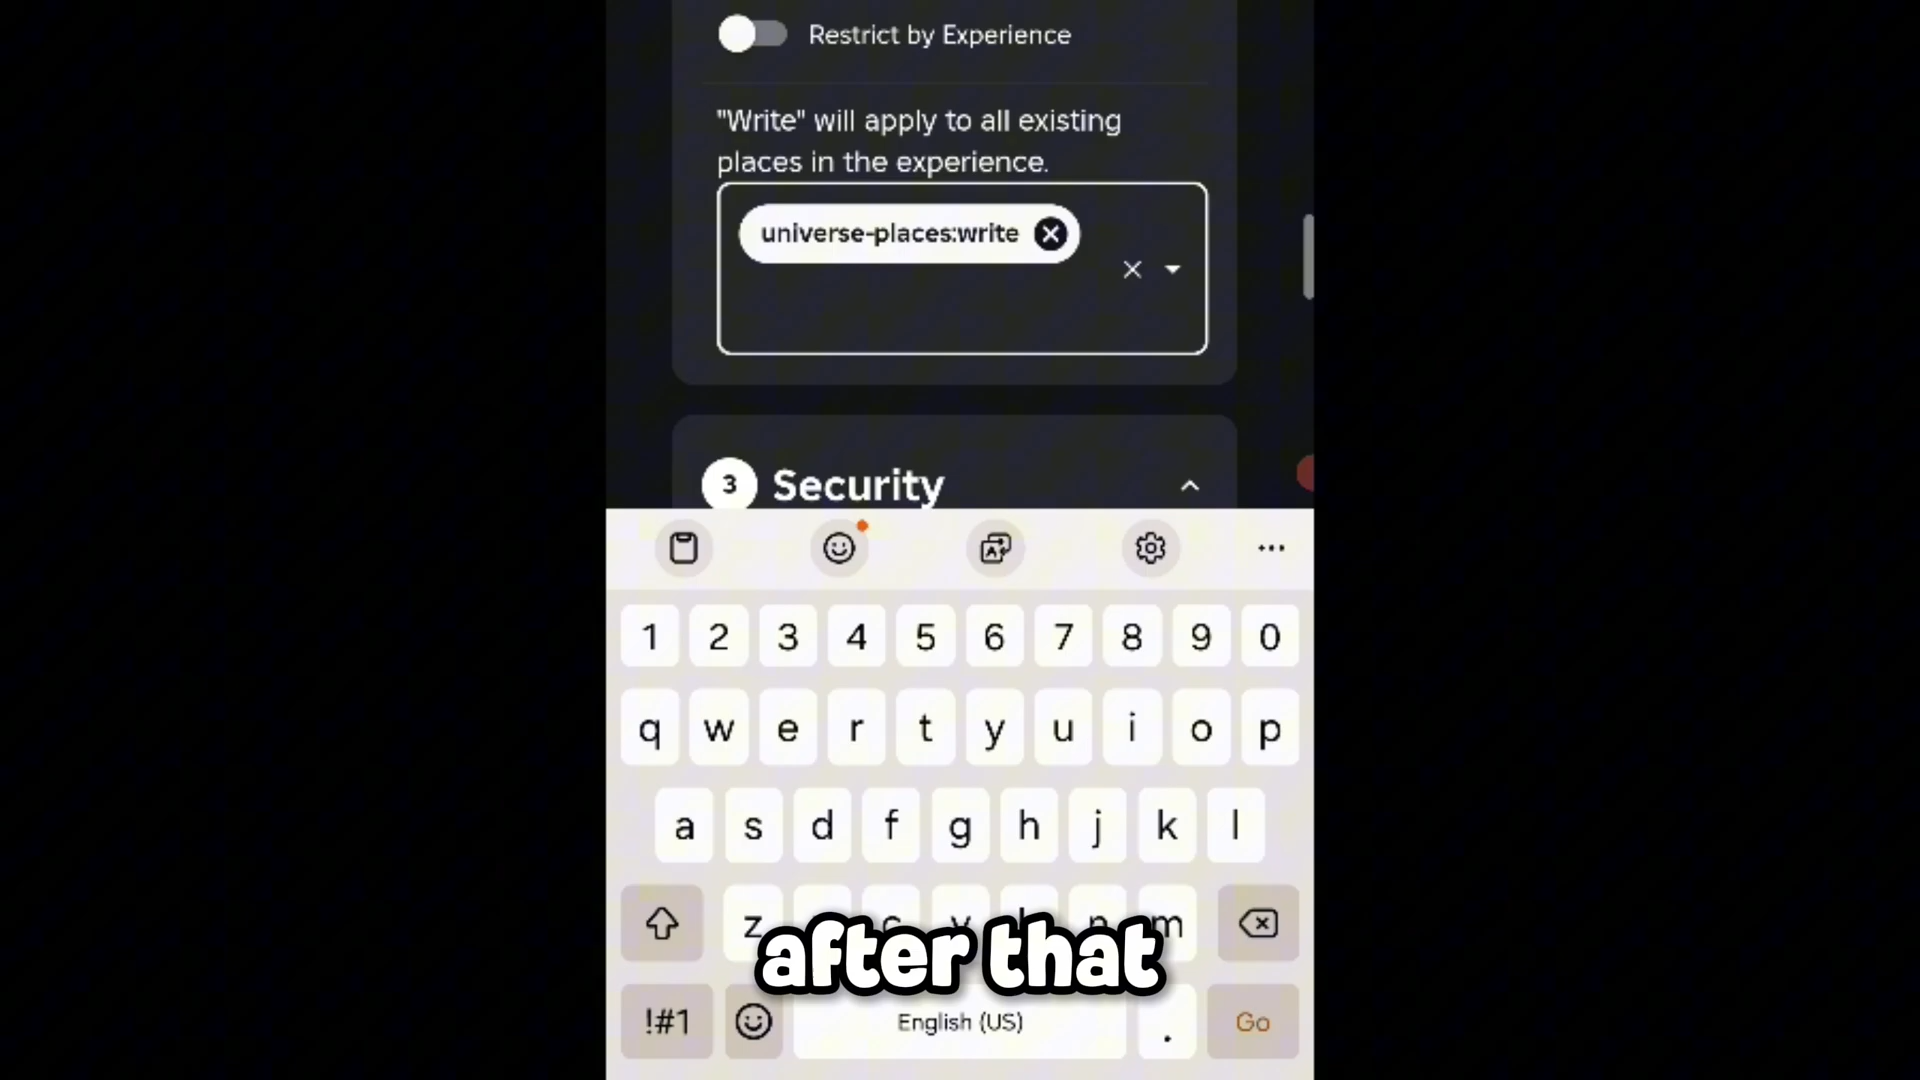 Restrict by Experience
"Write" will apply to all existing
places in the experience.
universe-places:write
3 Security
1 2 3 4 5 6 7 8 9 0
q w e r t y u i o p
a s d f g h j k l
z c v b n m
after that
!#1 English (US) . Go